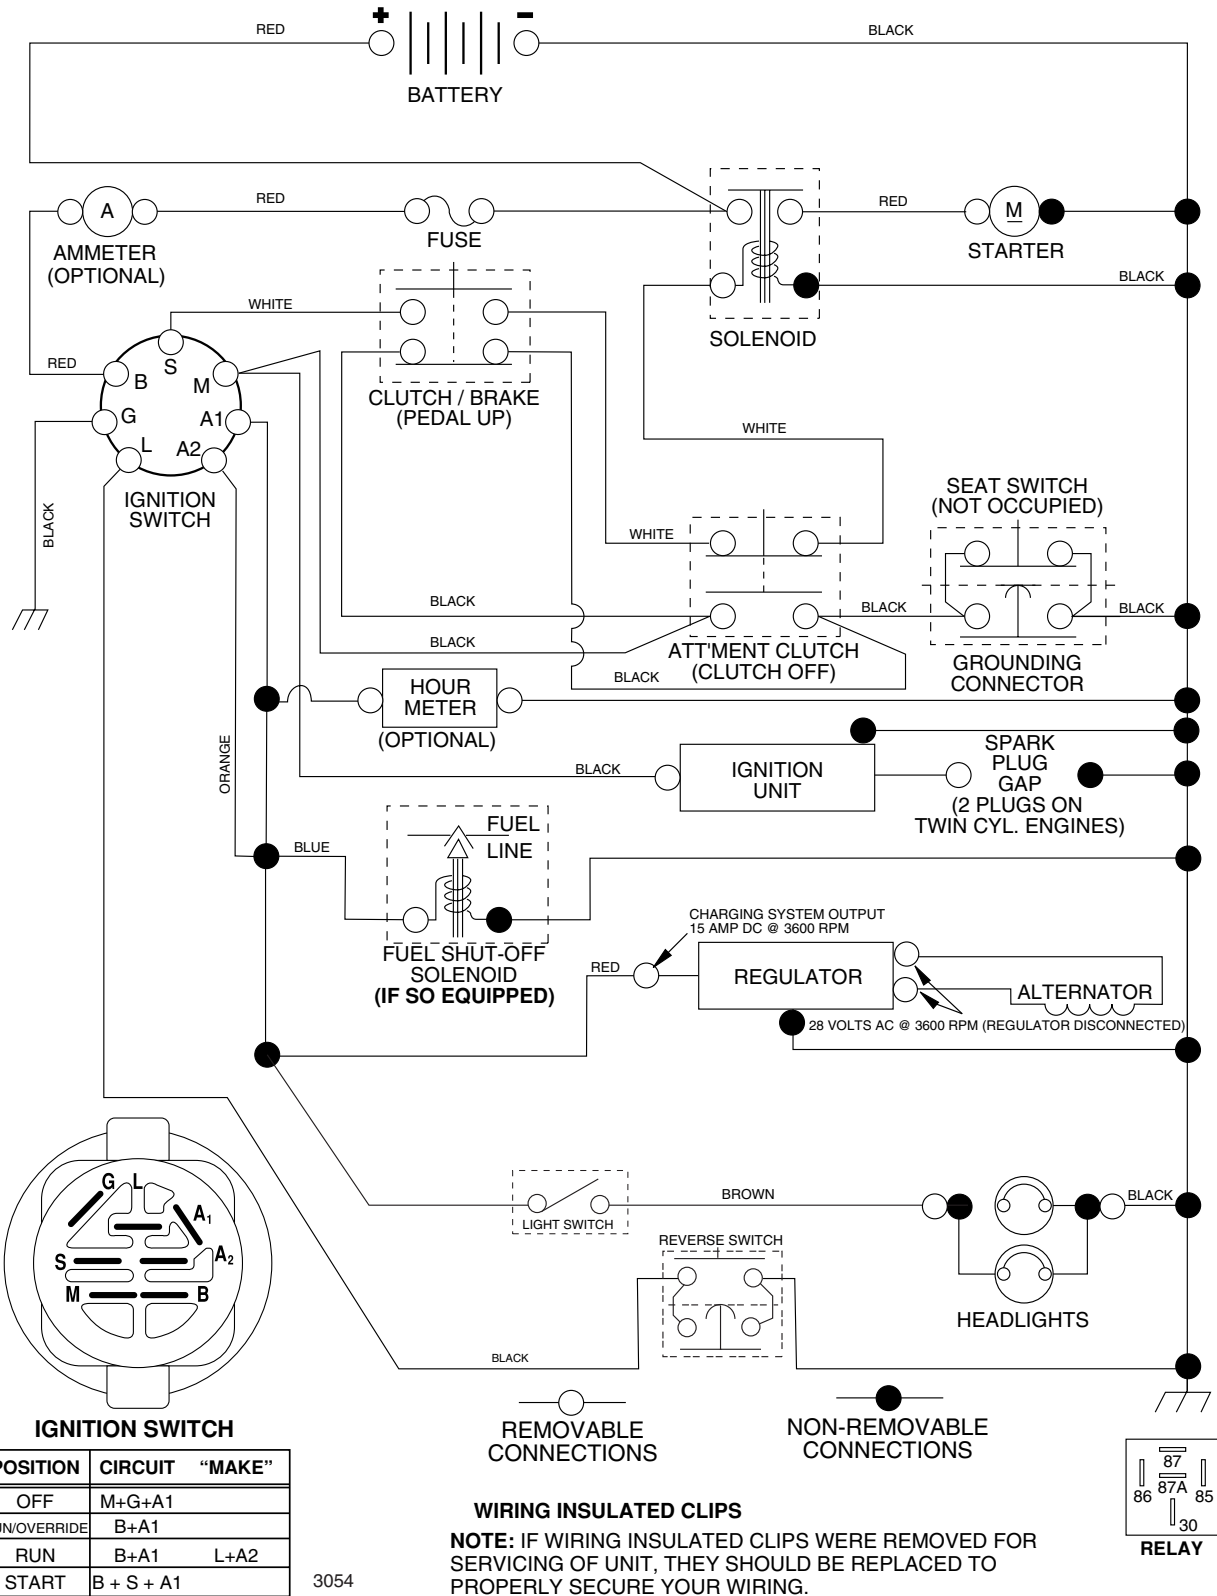 RED
+
-
BLACK
BATTERY
RED
A
AMMETER
(OPTIONAL)
FUSE
RED
M
STARTER
BLACK
SOLENOID
WHITE
RED
S
B
M
G
A1
L
A2
IGNITION
SWITCH
CLUTCH / BRAKE
(PEDAL UP)
WHITE
BLACK
SEAT SWITCH
(NOT OCCUPIED)
WHITE
BLACK
BLACK
BLACK
BLACK
ATT'MENT CLUTCH
(CLUTCH OFF)
BLACK
GROUNDING
CONNECTOR
HOUR
METER
(OPTIONAL)
ORANGE
BLACK
IGNITION
UNIT
SPARK
PLUG
GAP
(2 PLUGS ON
TWIN CYL. ENGINES)
BLUE
FUEL
LINE
FUEL SHUT-OFF
SOLENOID
(IF SO EQUIPPED)
CHARGING SYSTEM OUTPUT
15 AMP DC @ 3600 RPM
RED
REGULATOR
ALTERNATOR
28 VOLTS AC @ 3600 RPM (REGULATOR DISCONNECTED)
G L
A1
S
A2
M
B
LIGHT SWITCH
BROWN
BLACK
REVERSE SWITCH
HEADLIGHTS
BLACK
IGNITION SWITCH
REMOVABLE
CONNECTIONS
NON-REMOVABLE
CONNECTIONS
POSITION CIRCUIT "MAKE"
OFF M+G+A1
UN/OVERRIDE B+A1
RUN B+A1 L+A2
START B + S + A1
3054
WIRING INSULATED CLIPS
NOTE: IF WIRING INSULATED CLIPS WERE REMOVED FOR
SERVICING OF UNIT, THEY SHOULD BE REPLACED TO
PROPERLY SECURE YOUR WIRING.
87
86 87A 85
30
RELAY